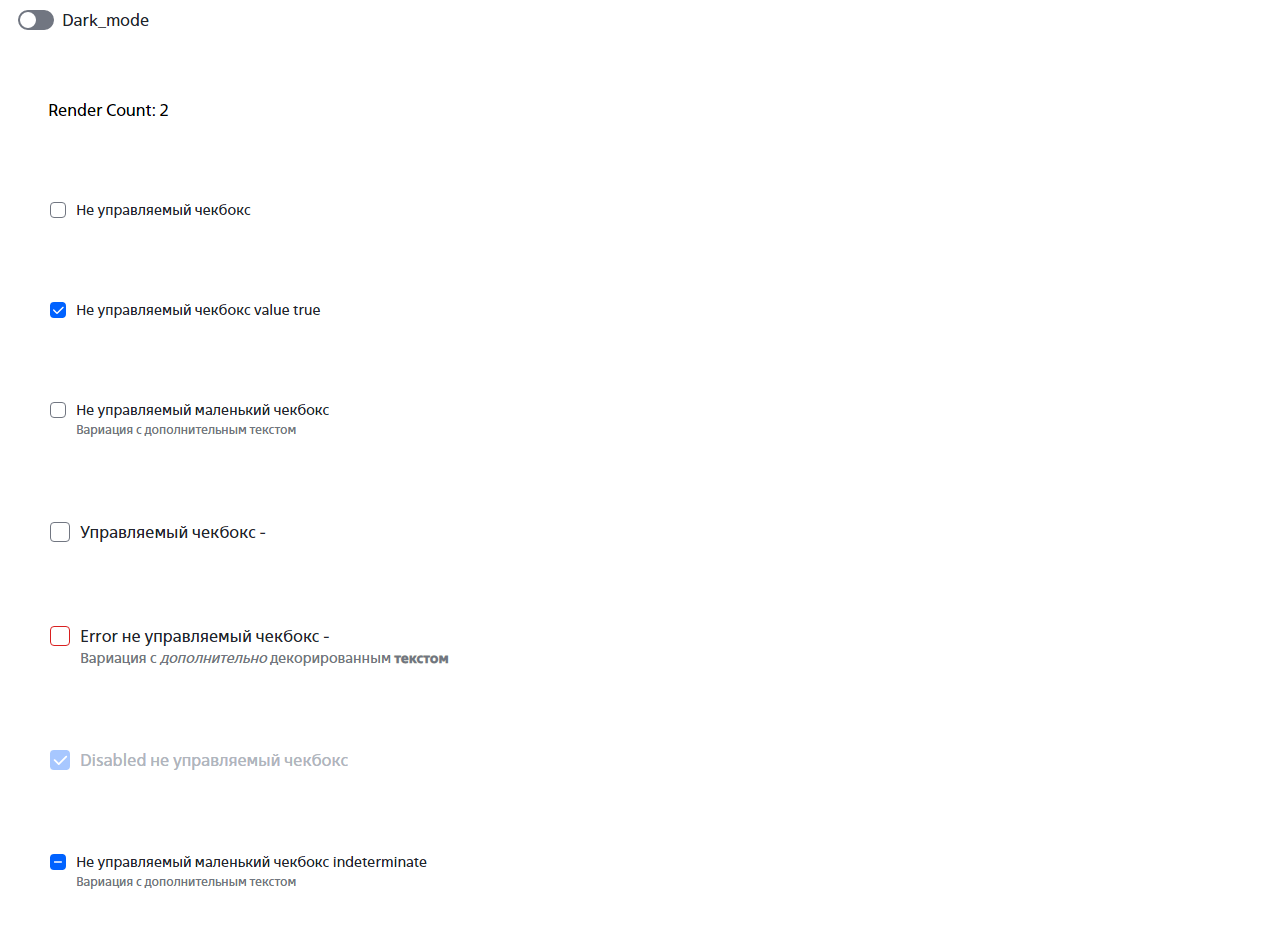 Dark_mode
Render Count: 2
Не управляемый чекбокс
Не управляемый чекбокс value true
Не управляемый маленький чекбокс
Вариация с дополнительным текстом
Управляемый чекбокс -
Error не управляемый чекбокс -
Вариация с дополнительно декорированным текстом
Disabled не управляемый чекбокс
Не управляемый маленький чекбокс indeterminate
Вариация с дополнительным текстом